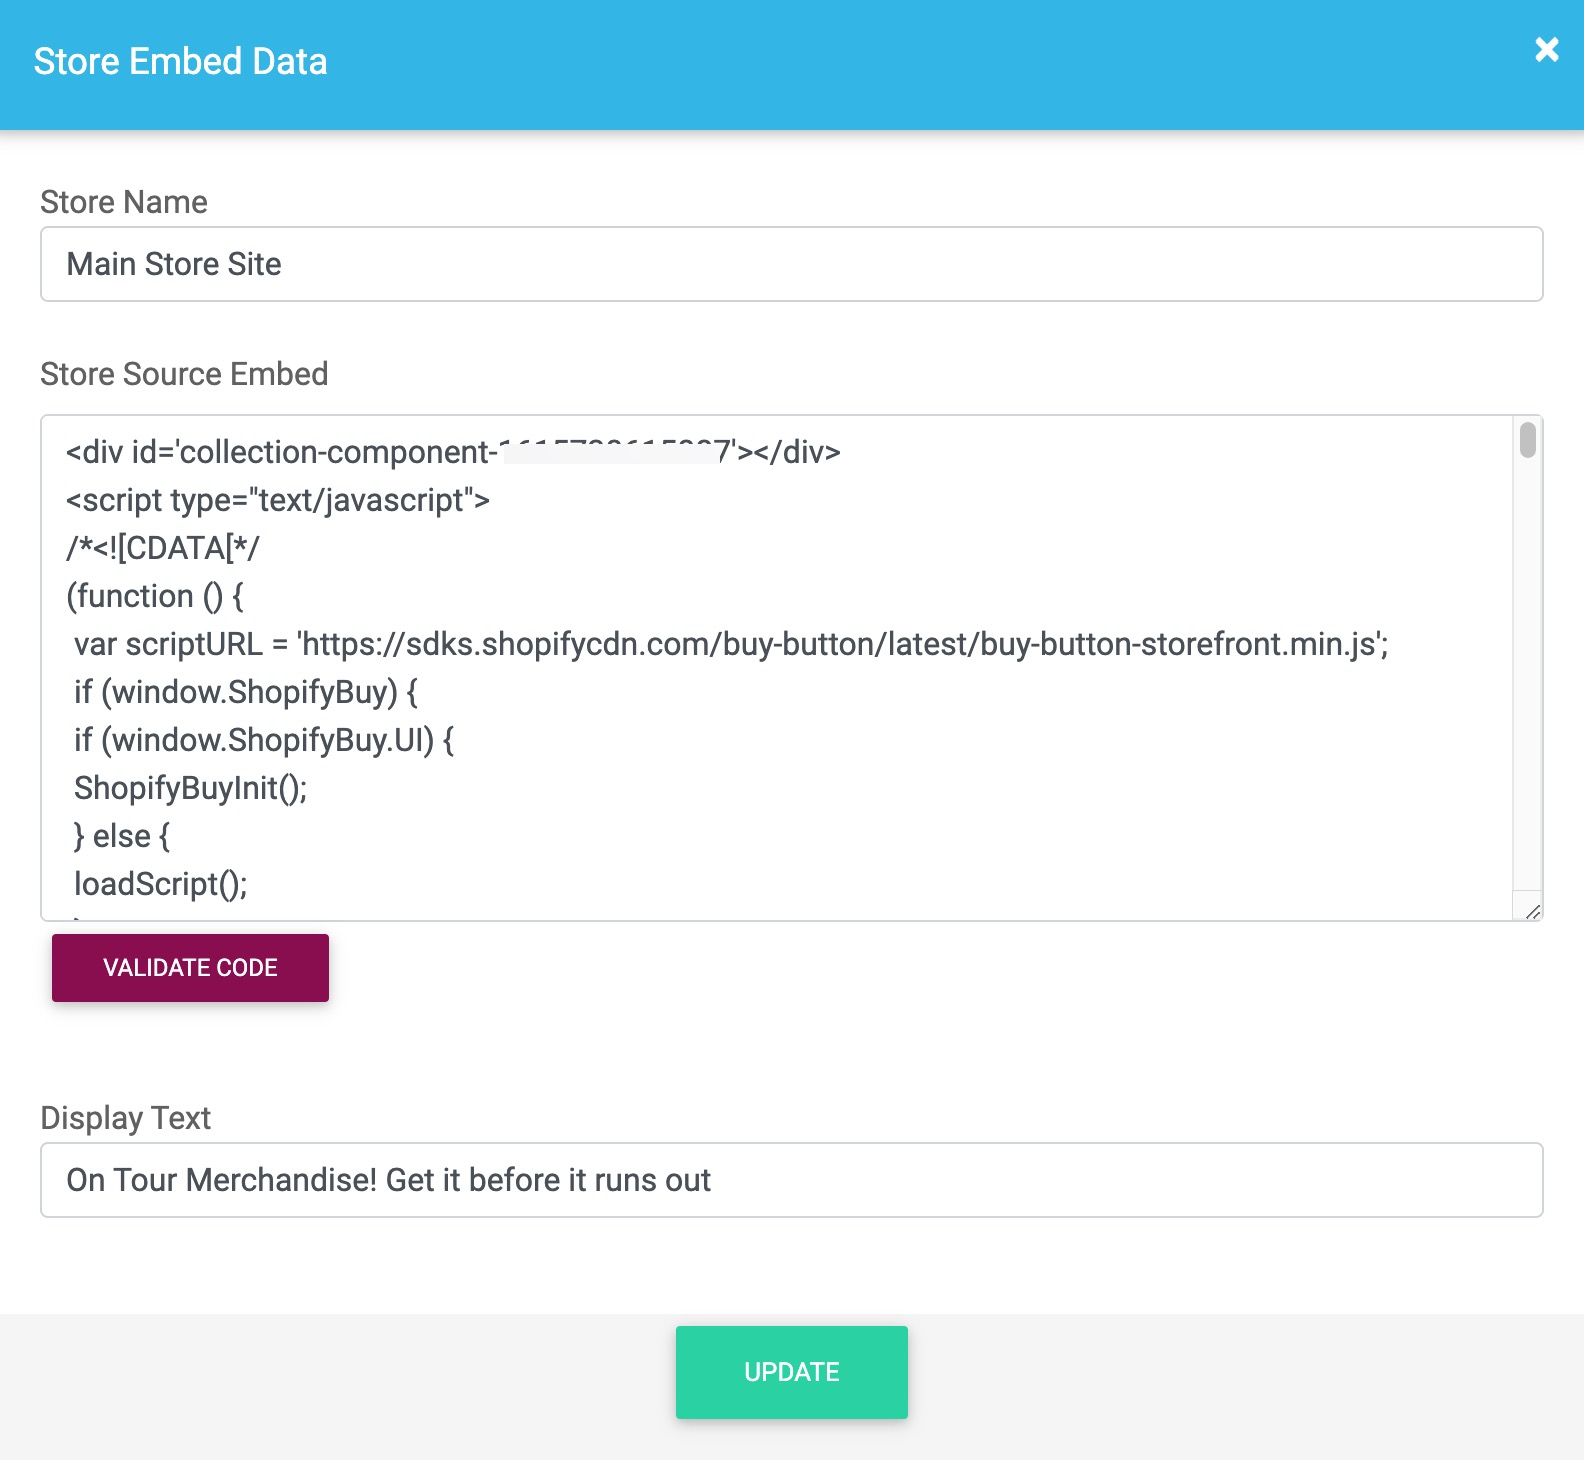 Store Embed Data
Store Name
Main Store Site
Store Source Embed
<div id='collection-component- 7'></div>
<script type="text/javascript">
/*<![CDATA[*/
(function () {
var scriptURL = 'https://sdks.shopifycdn.com/buy-button/latest/buy-button-storefront.min.js';
if (window.ShopifyBuy) {
if (window.ShopifyBuy.UI) {
ShopifyBuyInit();
} else {
loadScript();
VALIDATE CODE
Display Text
On Tour Merchandise! Get it before it runs out
UPDATE